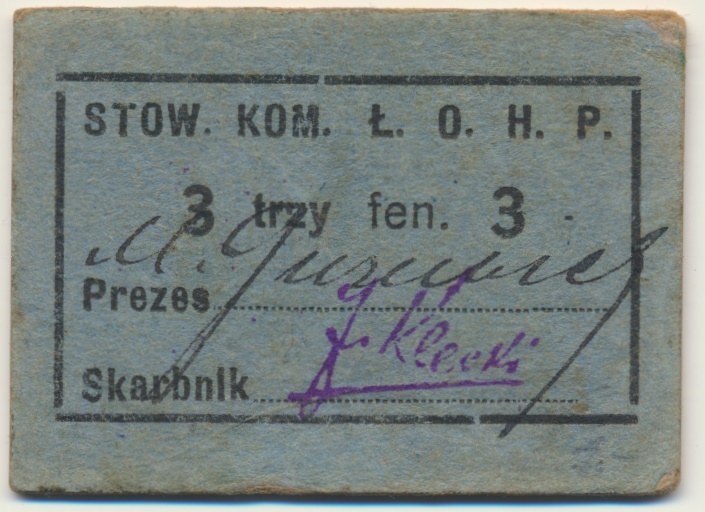 STOW. KOM. Ł. O. H. P.
3 trzy fen. 3
Prezes
Skarbnik